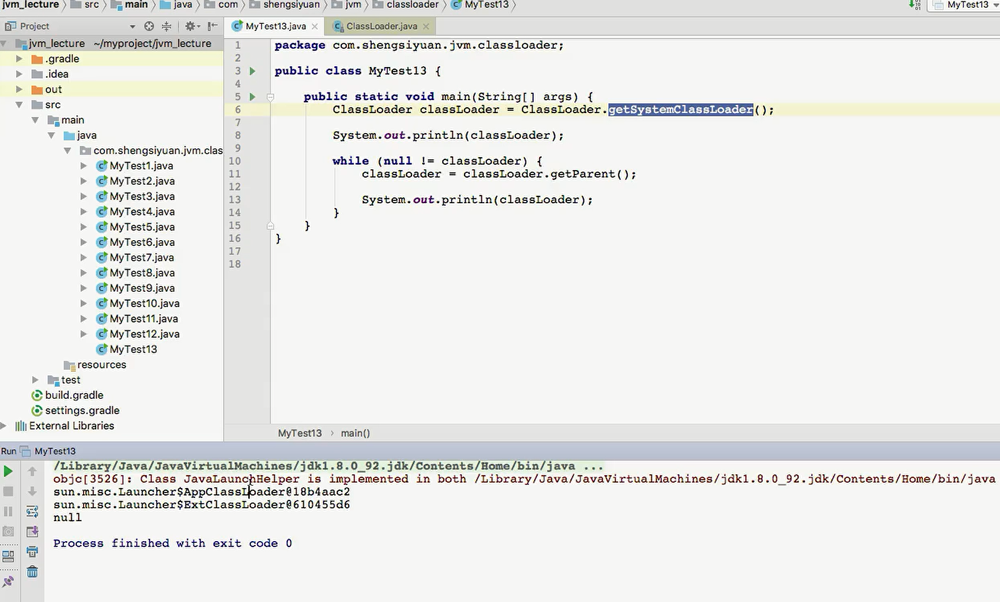 jvm_lecture src main java com shengsiyuan jvm classloader MyTest13
MyTest13
Project
MyTest13.java
ClassLoader.java
jvm_lecture ~/myproject/jvm_lecture
.gradle
.idea
out
src
main
java
com.shengsiyuan.jvm.clas
MyTest1.java
MyTest2.java
MyTest3.java
MyTest4.java
MyTest5.java
MyTest6.java
MyTest7.java
MyTest8.java
MyTest9.java
MyTest10.java
MyTest11.java
MyTest12.java
MyTest13
resources
test
build.gradle
settings.gradle
External Libraries
1 package com.shengsiyuan.jvm.classloader;
2
3 public class MyTest13 {
4
5 public static void main(String[] args) {
6 ClassLoader classLoader = ClassLoader.getSystemClassLoader();
7
8 System.out.println(classLoader);
9
10 while (null != classLoader) {
11 classLoader = classLoader.getParent();
12
13 System.out.println(classLoader);
14 }
15 }
16 }
17
18
MyTest13 › main()
Run MyTest13
/Library/Java/JavaVirtualMachines/jdk1.8.0_92.jdk/Contents/Home/bin/java ...
objc[3526]: Class JavaLaunchHelper is implemented in both /Library/Java/JavaVirtualMachines/jdk1.8.0_92.jdk/Contents/Home/bin/java
sun.misc.Launcher$AppClassLoader@18b4aac2
sun.misc.Launcher$ExtClassLoader@610455d6
null
Process finished with exit code 0